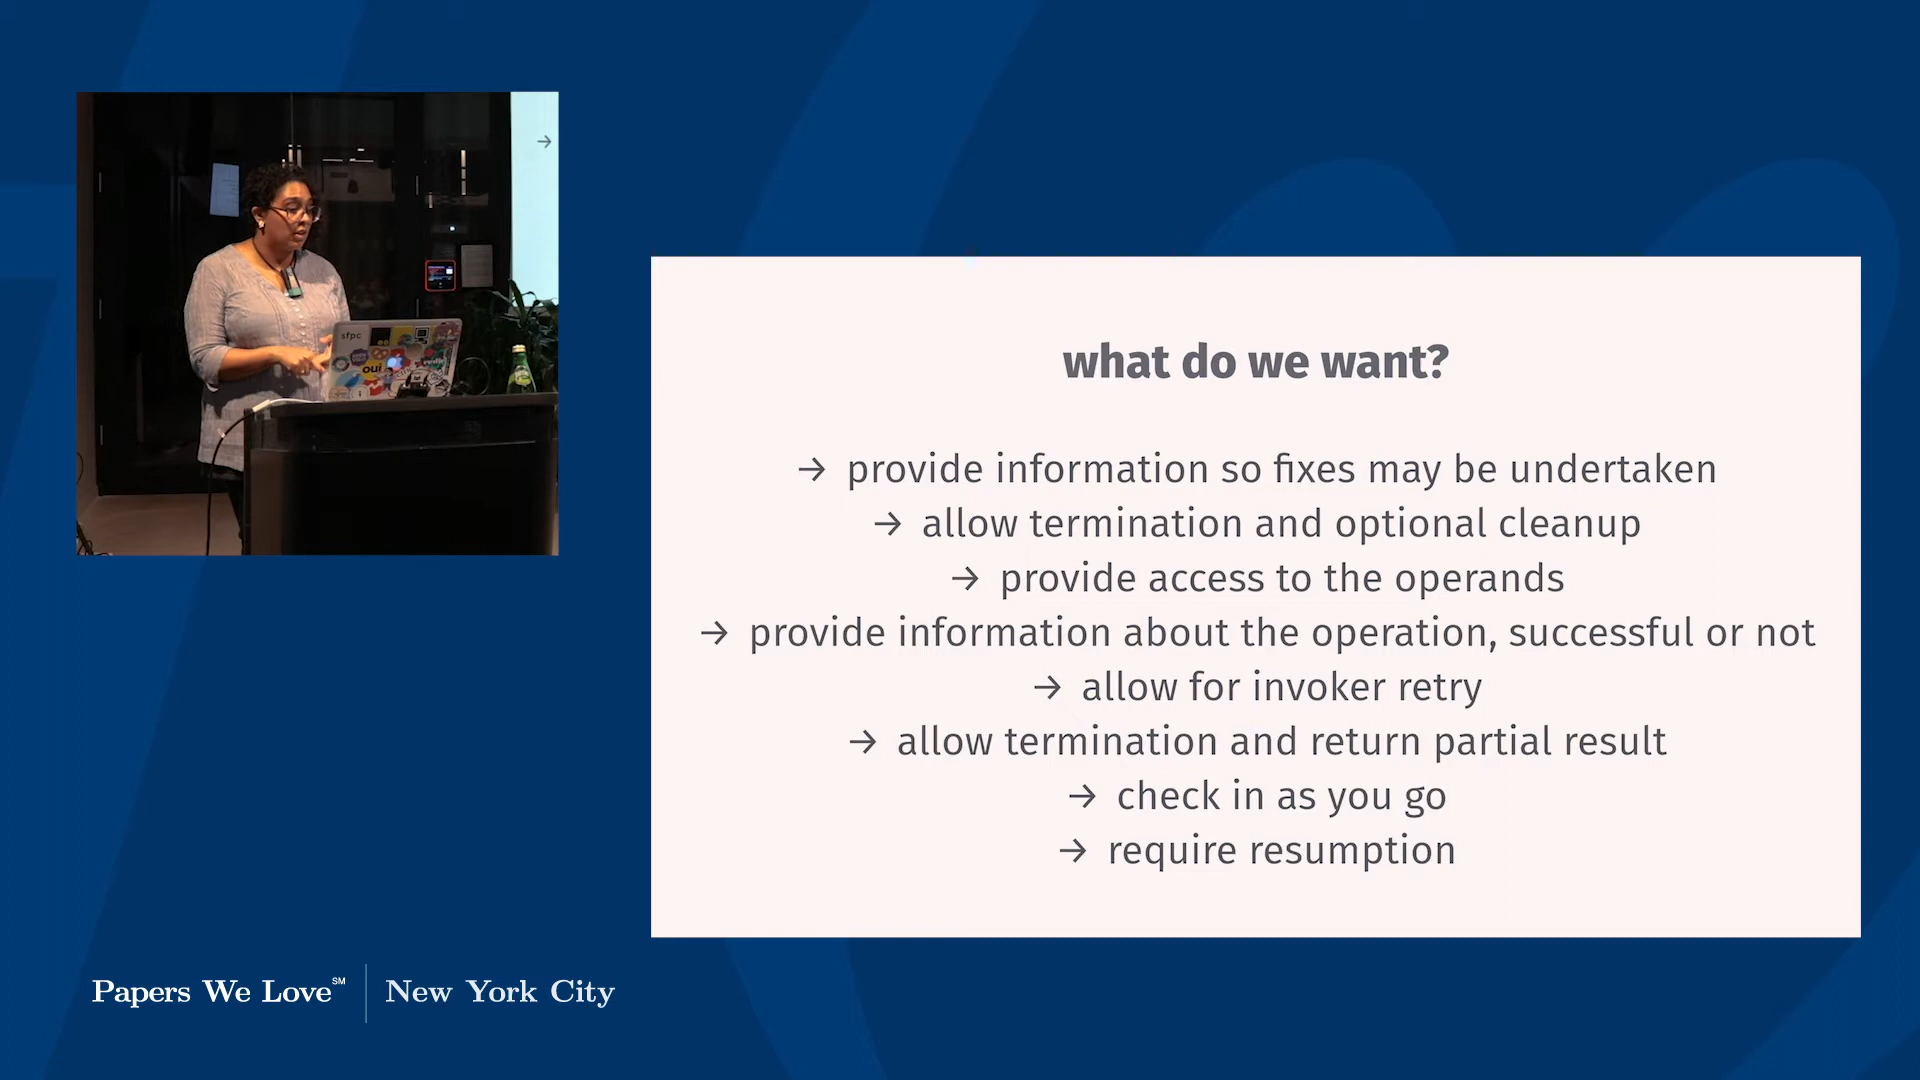 →
sfpc
oui
what do we want?
→ provide information so fixes may be undertaken
→ allow termination and optional cleanup
→ provide access to the operands
→ provide information about the operation, successful or not
→ allow for invoker retry
→ allow termination and return partial result
→ check in as you go
→ require resumption
Papers We Love℠ | New York City